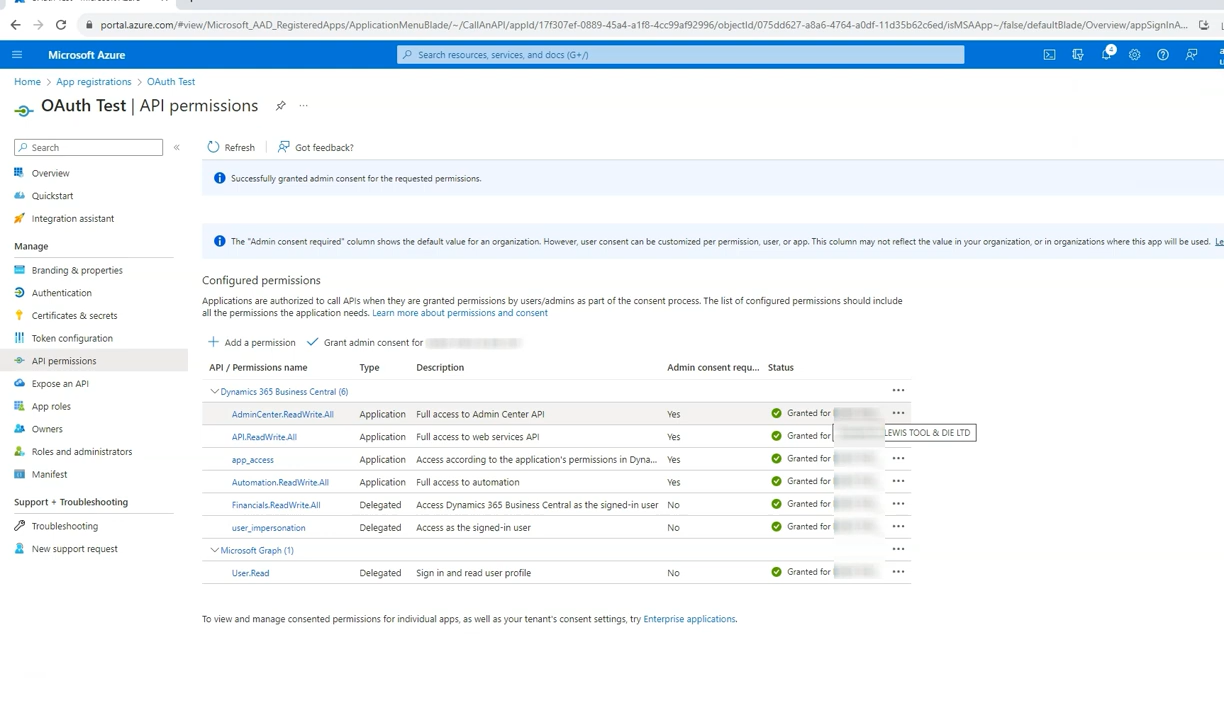 portal.azure.com/#view/Microsoft_AAD_RegisteredApps/ApplicationMenuBlade/~/CallAnAPI/appId/17f307ef-0889-45a4-a1f8-4cc99af92996/objectId/075dd627-a8a6-4764-a0df-11d35b62c6ed/isMSAApp~/false/defaultBlade/Overview/appSignInA...
Microsoft Azure
Search resources, services, and docs (G+/)
4
Home > App registrations > OAuth Test
OAuth Test | API permissions
Search
Refresh
Got feedback?
Overview
Quickstart
Integration assistant
Manage
Branding & properties
Authentication
Certificates & secrets
Token configuration
API permissions
Expose an API
App roles
Owners
Roles and administrators
Manifest
Support + Troubleshooting
Troubleshooting
New support request
Successfully granted admin consent for the requested permissions.
The "Admin consent required" column shows the default value for an organization. However, user consent can be customized per permission, user, or app. This column may not reflect the value in your organization, or in organizations where this app will be used. Le
Configured permissions
Applications are authorized to call APIs when they are granted permissions by users/admins as part of the consent process. The list of configured permissions should include
all the permissions the application needs. Learn more about permissions and consent
Add a permission Grant admin consent for
API / Permissions name Type Description Admin consent requ... Status
Dynamics 365 Business Central (6)
AdminCenter.ReadWrite.All Application Full access to Admin Center API Yes Granted for
API.ReadWrite.All Application Full access to web services API Yes Granted for
LEWIS TOOL & DIE LTD
app_access Application Access according to the application's permissions in Dyna... Yes Granted for
Automation.ReadWrite.All Application Full access to automation Yes Granted for
Financials.ReadWrite.All Delegated Access Dynamics 365 Business Central as the signed-in user No Granted for
user_impersonation Delegated Access as the signed-in user No Granted for
Microsoft Graph (1)
User.Read Delegated Sign in and read user profile No Granted for
To view and manage consented permissions for individual apps, as well as your tenant's consent settings, try Enterprise applications.